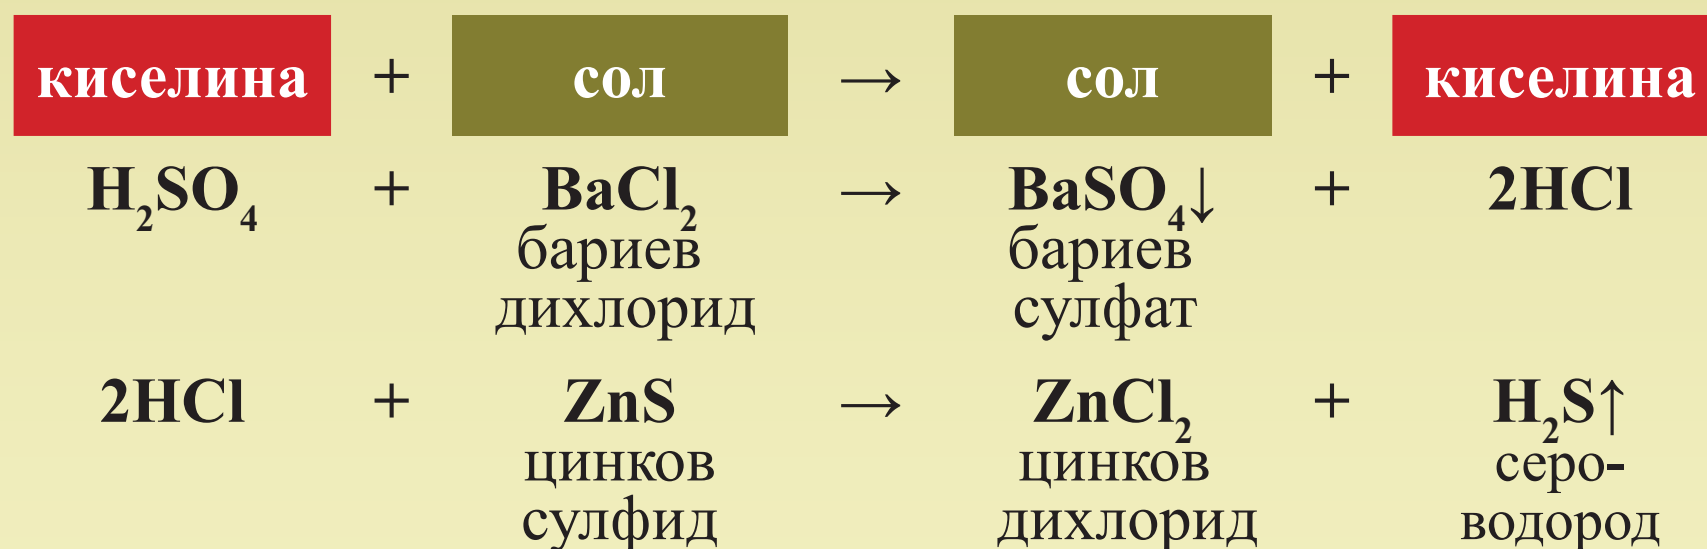 киселина + сол → сол + киселина
H₂SO₄ + BaCl₂ → BaSO₄↓ + 2HCl
бариев бариев
дихлорид сулфат
2HCl + ZnS → ZnCl₂ + H₂S↑
цинков цинков серо-
сулфид дихлорид водород